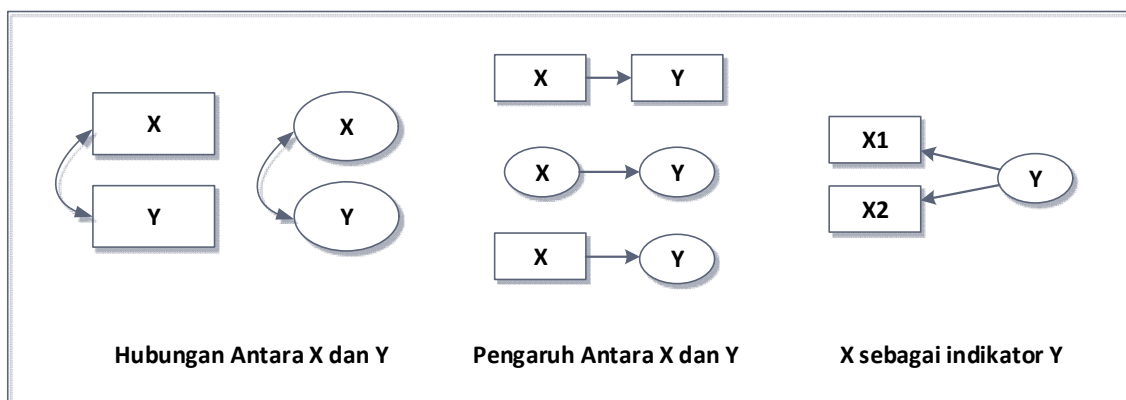 X
Y
X
Y
Hubungan Antara X dan Y
X
Y
X
Y
X
Y
Pengaruh Antara X dan Y
X1
X2
Y
X sebagai indikator Y